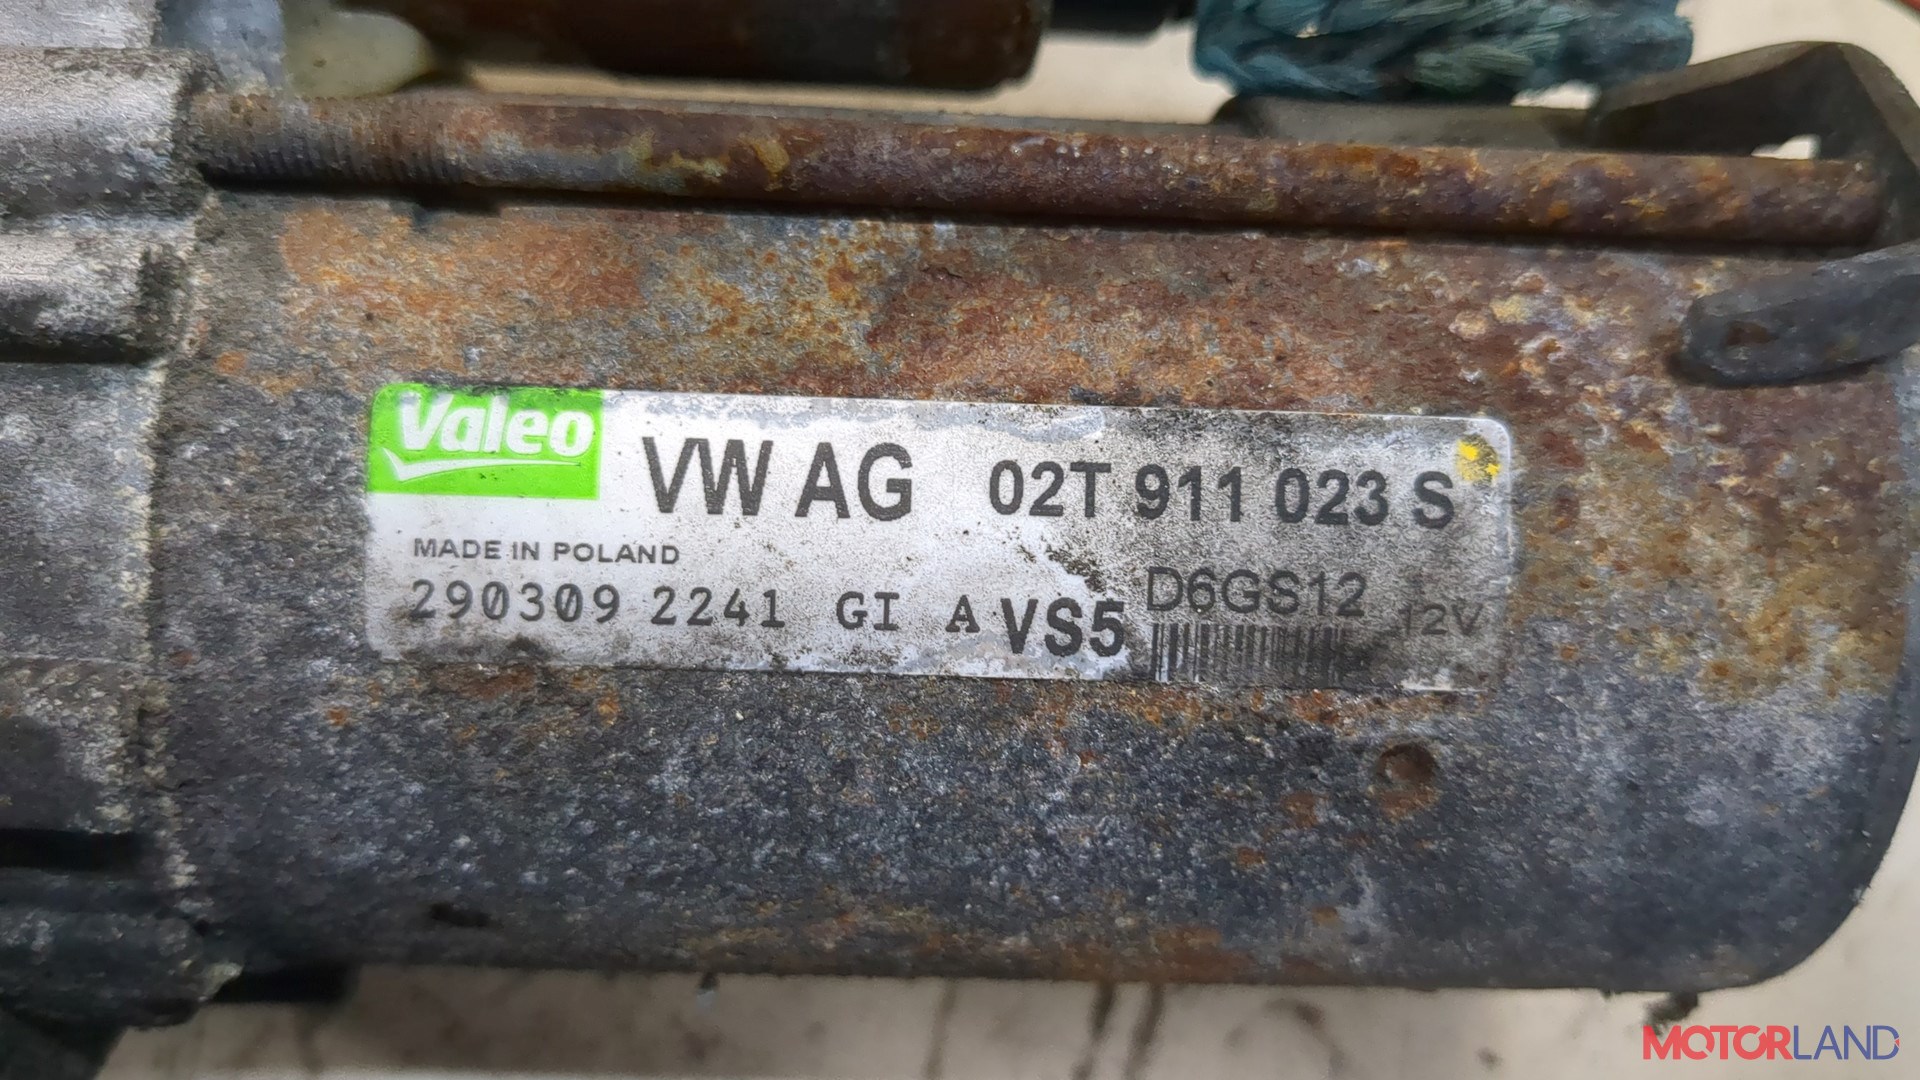 Valeo VW AG 02T 911 023 S
MADE IN POLAND
290309 2241 GI A VS5 D6GS12 12V
MOTORLAND